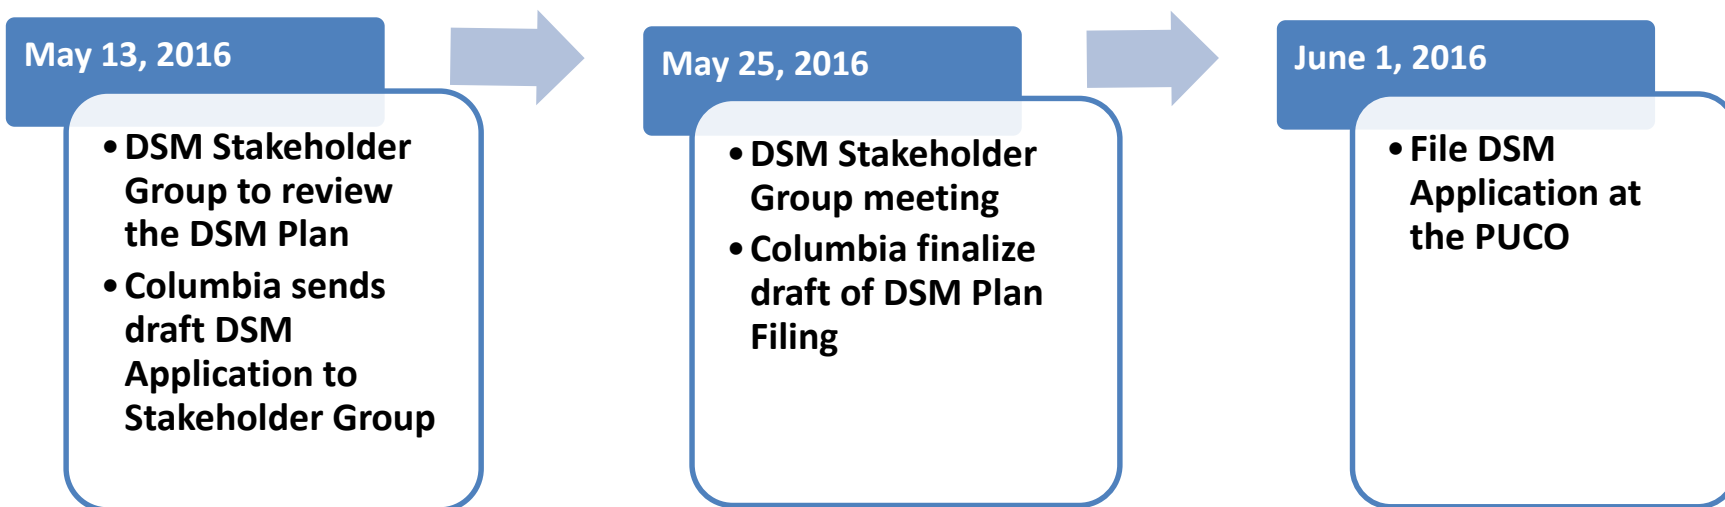 May 13, 2016
• DSM Stakeholder
Group to review
the DSM Plan
• Columbia sends
draft DSM
Application to
Stakeholder Group
May 25, 2016
• DSM Stakeholder
Group meeting
• Columbia finalize
draft of DSM Plan
Filing
June 1, 2016
• File DSM
Application at
the PUCO